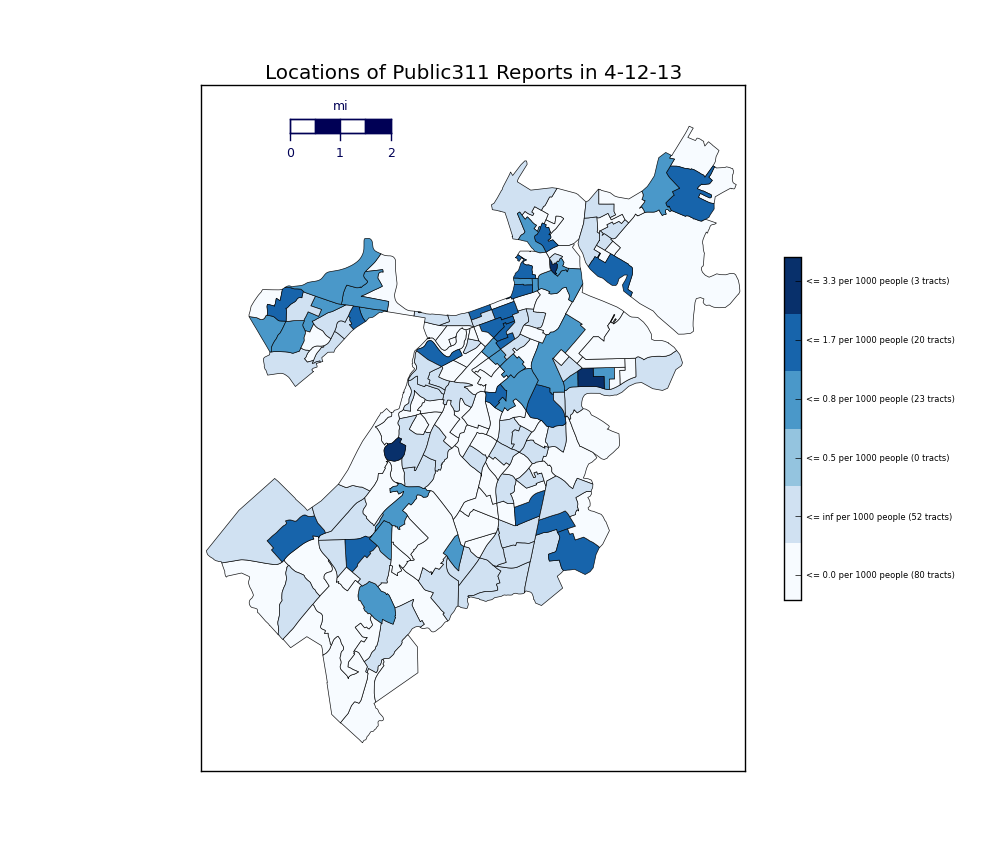 Locations of Public311 Reports in 4-12-13
mi
0 1 2
<= 3.3 per 1000 people (3 tracts)
<= 1.7 per 1000 people (20 tracts)
<= 0.8 per 1000 people (23 tracts)
<= 0.5 per 1000 people (0 tracts)
<= inf per 1000 people (52 tracts)
<= 0.0 per 1000 people (80 tracts)